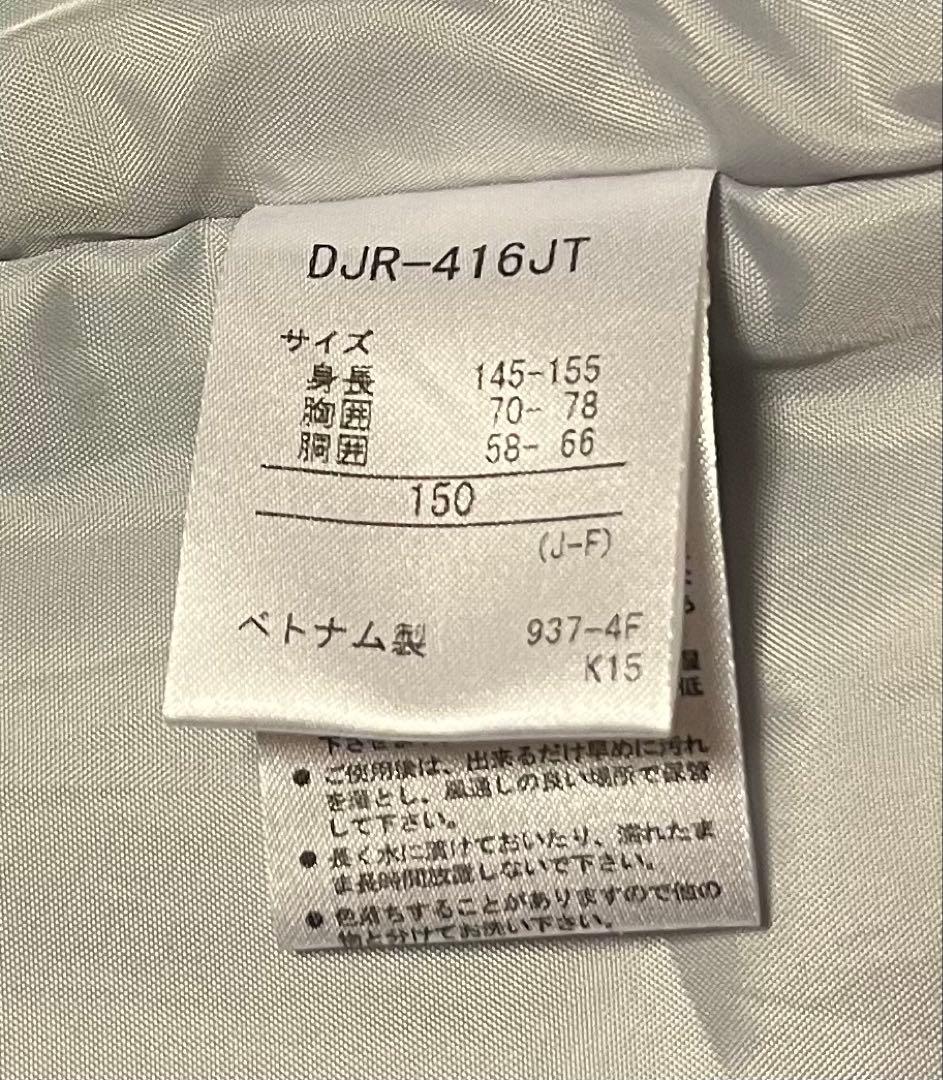 DJR-416JT
サイズ
身長 145-155
胸囲 70- 78
胴囲 58- 66
150
(J-F)
ベトナム製 937-4F
K15
低
下さい
● ご使用後は、出来るだけ早めに汚れ
を落とし、風通しの良い場所で保管
して下さい。
● 長く水に漬けておいたり、濡れたま
ま長時間放置しないで下さい。
● 色落ちすることがありますので他の
物と分けてお洗い下さい。